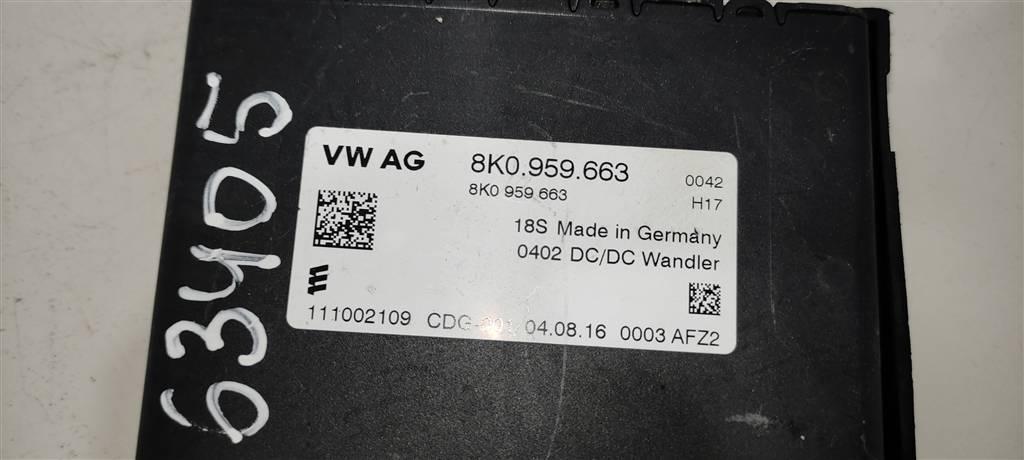 VW AG 8K0.959.663 0042
8K0 959 663 H17
18S Made in Germany
0402 DC/DC Wandler
111002109 04.08.16 0003 AFZ2
63405